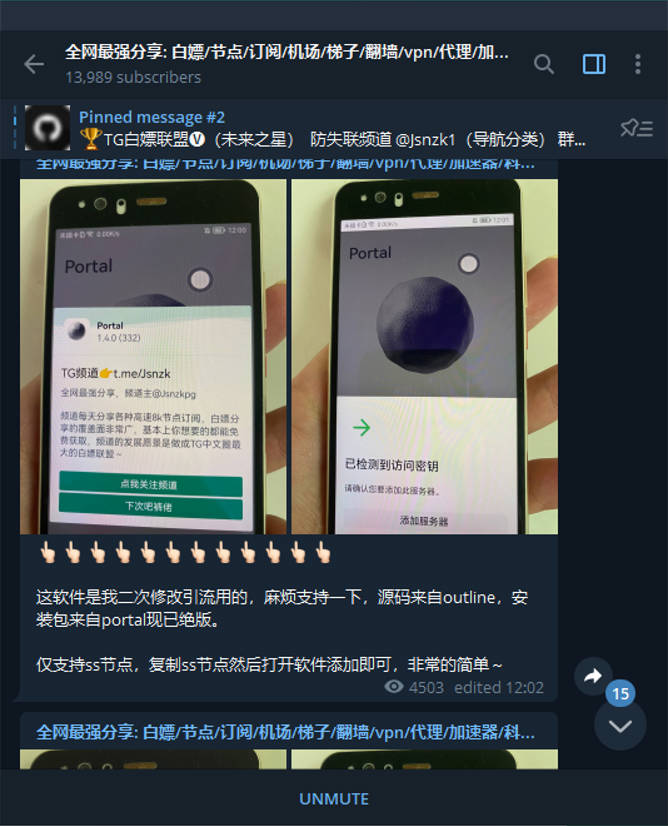 全网最强分享: 白嫖/节点/订阅/机场/梯子/翻墙/vpn/代理/加...
13,989 subscribers
Pinned message #2
🏆TG白嫖联盟Ⓥ（未来之星） 防失联频道 @Jsnzk1（导航分类） 群...
全网最强分享: 白嫖/节点/订阅/机场/梯子/翻墙/vpn/代理/加速器/科...
0.00K/s
12:00
Portal
Portal
1.4.0 (332)
TG频道👉t.me/Jsnzk
全网最强分享，频道主@Jsnzkpg
频道每天分享各种高速8k节点订阅，白嫖分
享的覆盖面非常广，基本上你想要的都能免
费获取，频道的发展愿景是做成TG中文圈最
大的白嫖联盟～
点我关注频道
下次吧裤佬
0.00K/s
12:01
Portal
已检测到访问密钥
请确认您要添加此服务器。
添加服务器
👆🏻👆🏻👆🏻👆🏻👆🏻👆🏻👆🏻👆🏻👆🏻👆🏻👆🏻👆🏻
这软件是我二次修改引流用的，麻烦支持一下，源码来自outline，安
装包来自portal现已绝版。
仅支持ss节点，复制ss节点然后打开软件添加即可，非常的简单～
4503 edited 12:02
15
全网最强分享: 白嫖/节点/订阅/机场/梯子/翻墙/vpn/代理/加速器/科...
UNMUTE